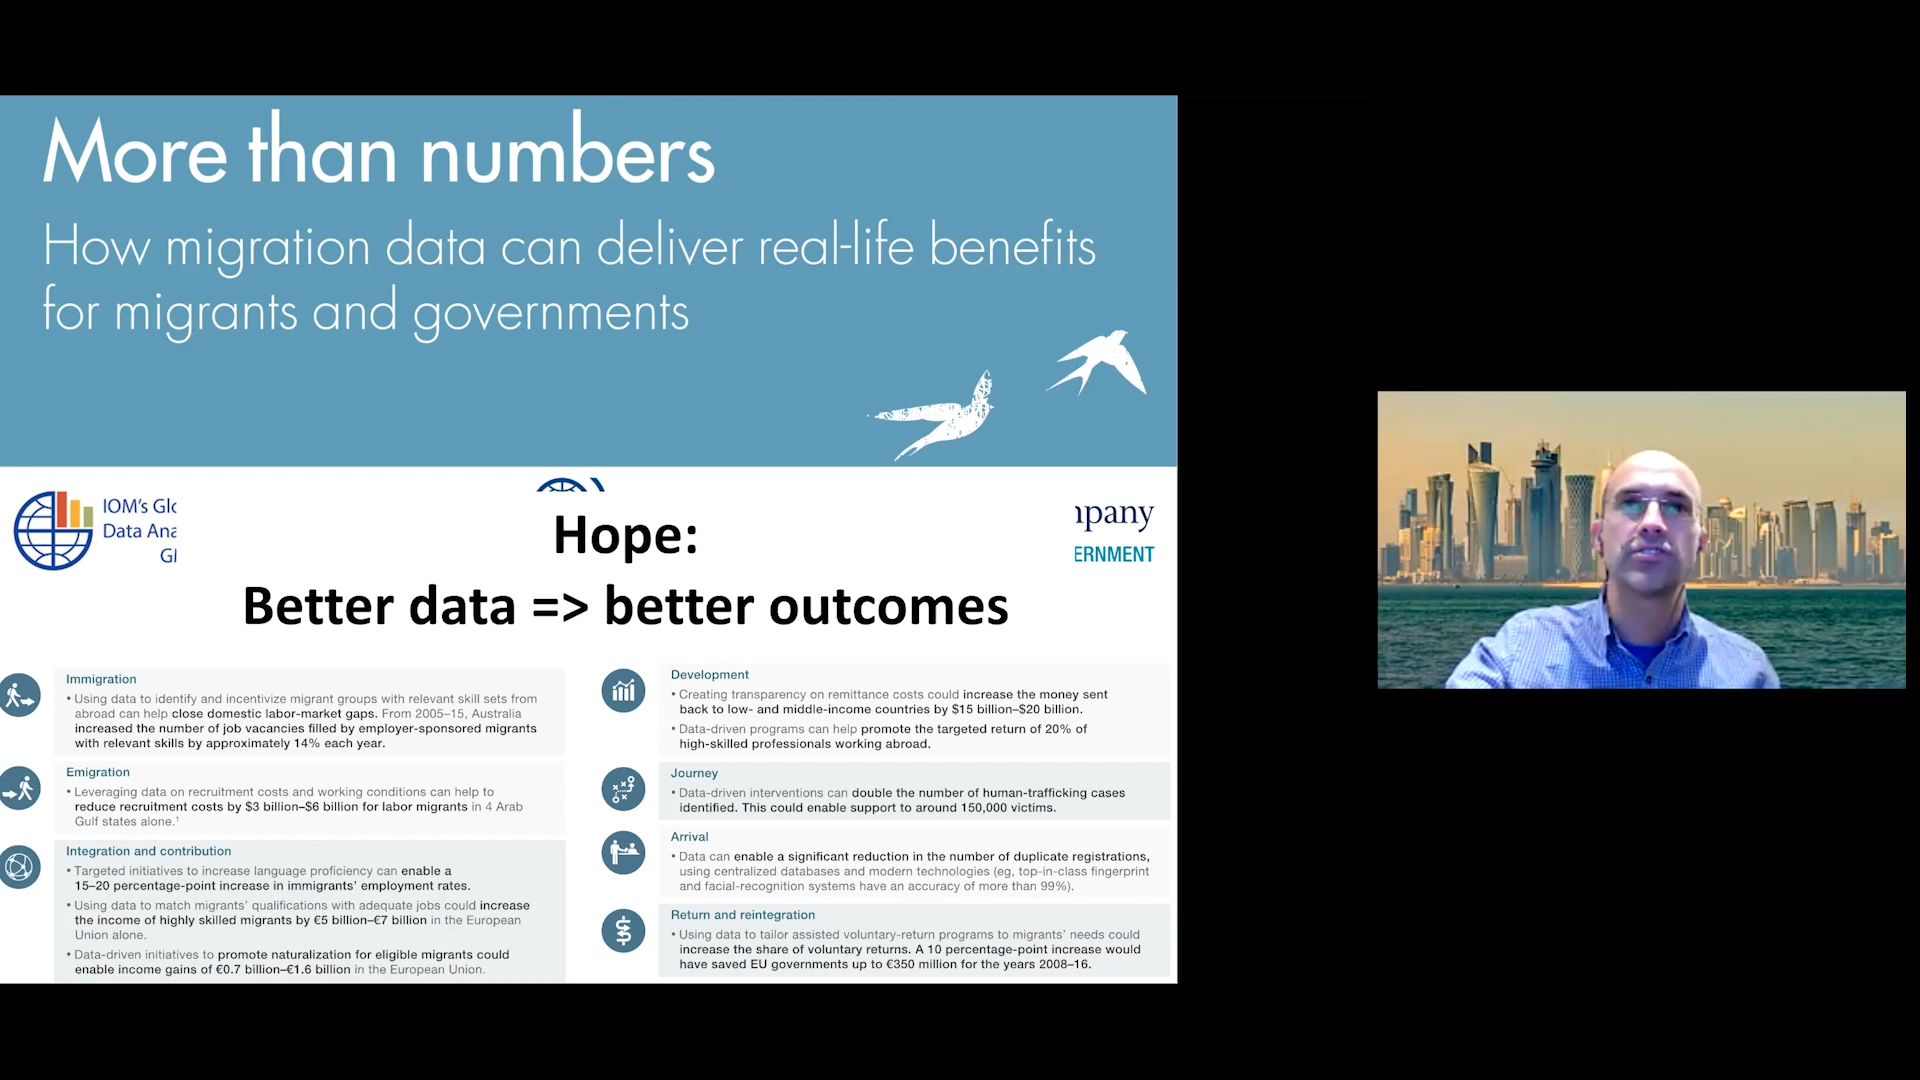 More than numbers
How migration data can deliver real-life benefits
for migrants and governments
IOM's Glc
Data Ana
Gl
Hope:
Better data => better outcomes
ıpany
ERNMENT
Immigration
• Using data to identify and incentivize migrant groups with relevant skill sets from
abroad can help close domestic labor-market gaps. From 2005–15, Australia
increased the number of job vacancies filled by employer-sponsored migrants
with relevant skills by approximately 14% each year.
Emigration
• Leveraging data on recruitment costs and working conditions can help to
reduce recruitment costs by $3 billion–$6 billion for labor migrants in 4 Arab
Gulf states alone.¹
Integration and contribution
• Targeted initiatives to increase language proficiency can enable a
15–20 percentage-point increase in immigrants' employment rates.
• Using data to match migrants' qualifications with adequate jobs could increase
the income of highly skilled migrants by €5 billion–€7 billion in the European
Union alone.
• Data-driven initiatives to promote naturalization for eligible migrants could
enable income gains of €0.7 billion–€1.6 billion in the European Union.
Development
• Creating transparency on remittance costs could increase the money sent
back to low- and middle-income countries by $15 billion–$20 billion.
• Data-driven programs can help promote the targeted return of 20% of
high-skilled professionals working abroad.
Journey
• Data-driven interventions can double the number of human-trafficking cases
identified. This could enable support to around 150,000 victims.
Arrival
• Data can enable a significant reduction in the number of duplicate registrations,
using centralized databases and modern technologies (eg, top-in-class fingerprint
and facial-recognition systems have an accuracy of more than 99%).
Return and reintegration
• Using data to tailor assisted voluntary-return programs to migrants' needs could
increase the share of voluntary returns. A 10 percentage-point increase would
have saved EU governments up to €350 million for the years 2008–16.